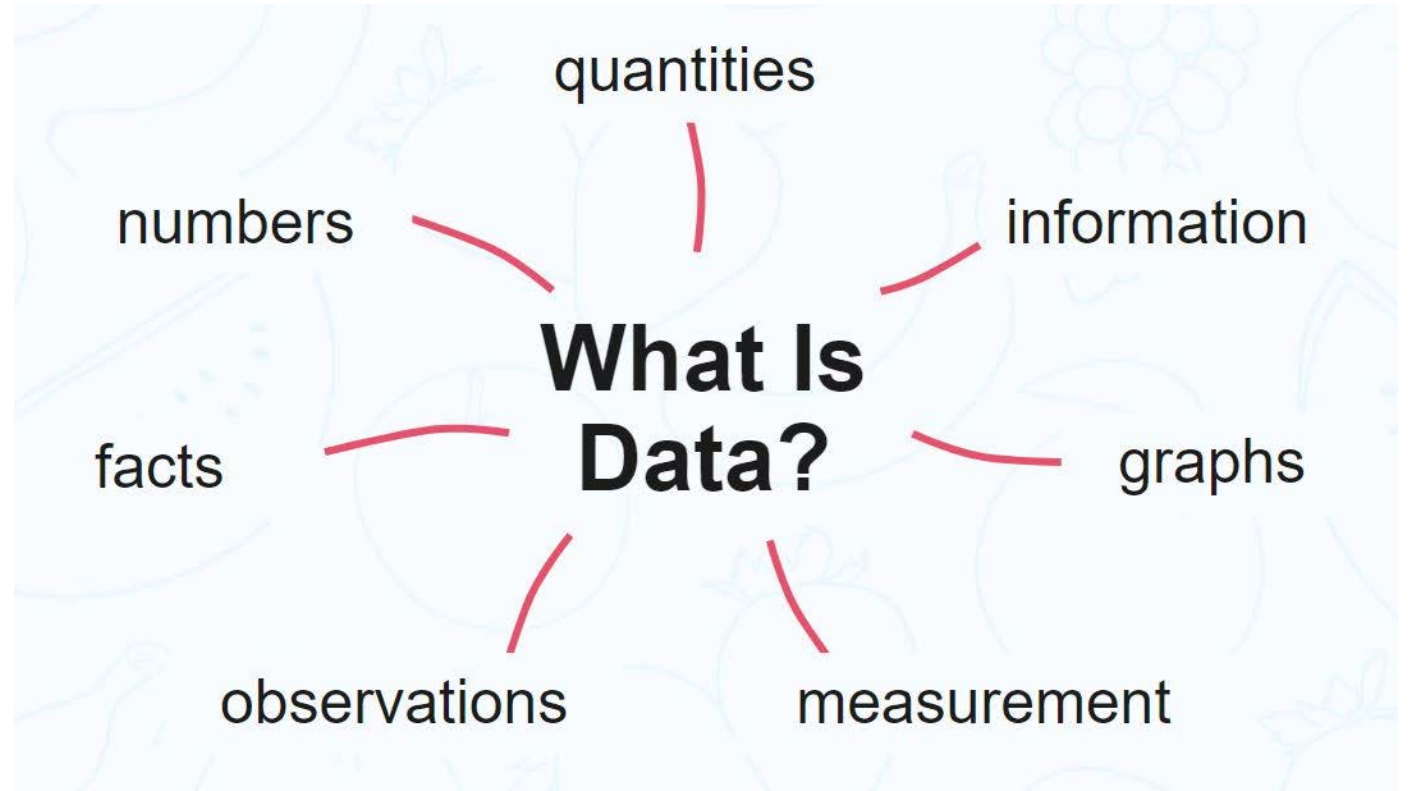 quantities
numbers
information
What Is
Data?
facts
graphs
observations
measurement